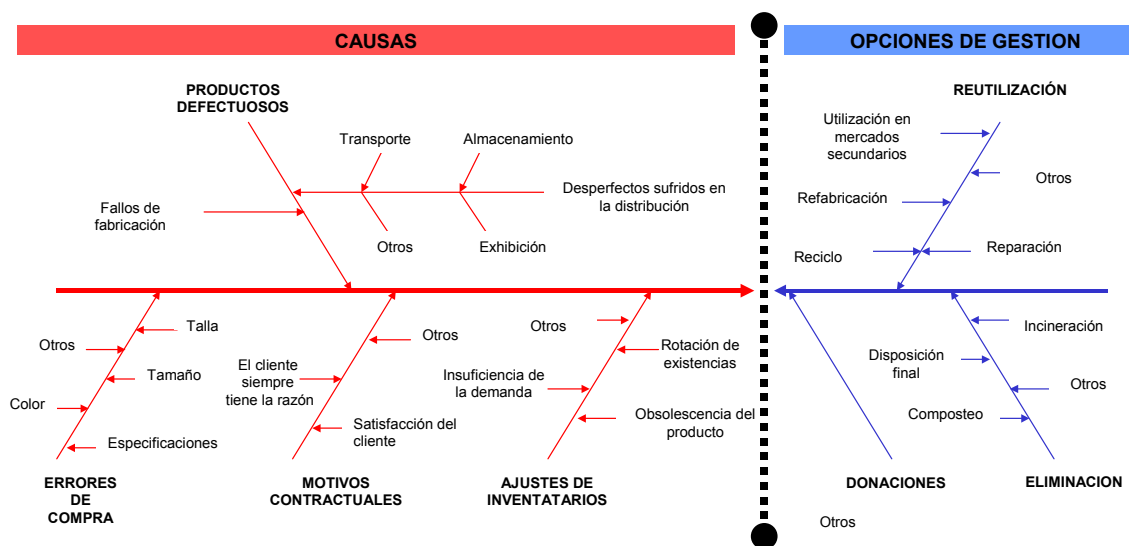 CAUSAS
OPCIONES DE GESTION
PRODUCTOS
DEFECTUOSOS
Transporte
Almacenamiento
Desperfectos sufridos en
la distribución
Fallos de
fabricación
Otros
Exhibición
REUTILIZACIÓN
Utilización en
mercados
secundarios
Otros
Refabricación
Reciclo
Reparación
Talla
Otros
Tamaño
Color
Especificaciones
ERRORES
DE
COMPRA
Otros
El cliente
siempre
tiene la razón
Satisfacción del
cliente
MOTIVOS
CONTRACTUALES
Otros
Rotación de
existencias
Insuficiencia de
la demanda
Obsolescencia del
producto
AJUSTES DE
INVENTATARIOS
Incineración
Disposición
final
Otros
Composteo
DONACIONES
ELIMINACION
Otros